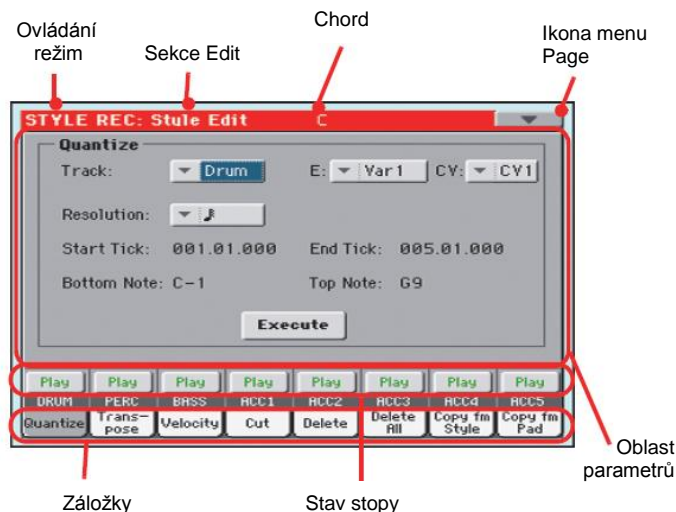 Ovládání
režim
Sekce Edit
Chord
Ikona menu
Page
STYLE REC: Stule Edit C
Quantize
Track: Drum E: Var1 CV: CV1
Resolution:
Start Tick: 001.01.000 End Tick: 005.01.000
Bottom Note: C-1 Top Note: G9
Execute
Play Play Play Play Play Play Play Play
DRUM PERC BASS ACC1 ACC2 ACC3 ACC4 ACC5
Quantize Trans-
pose Velocity Cut Delete Delete
All Copy fm
Style Copy fm
Pad
Oblast
parametrů
Záložky
Stav stopy